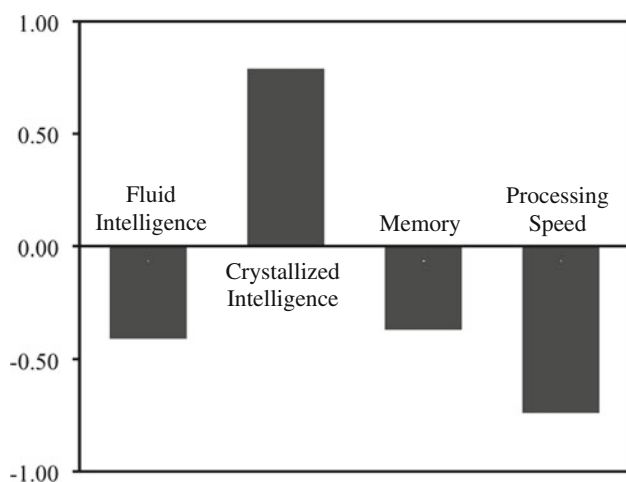 1.00
0.50
Fluid
Intelligence
Processing
Speed
Memory
0.00
Crystallized
Intelligence
-0.50
-1.00